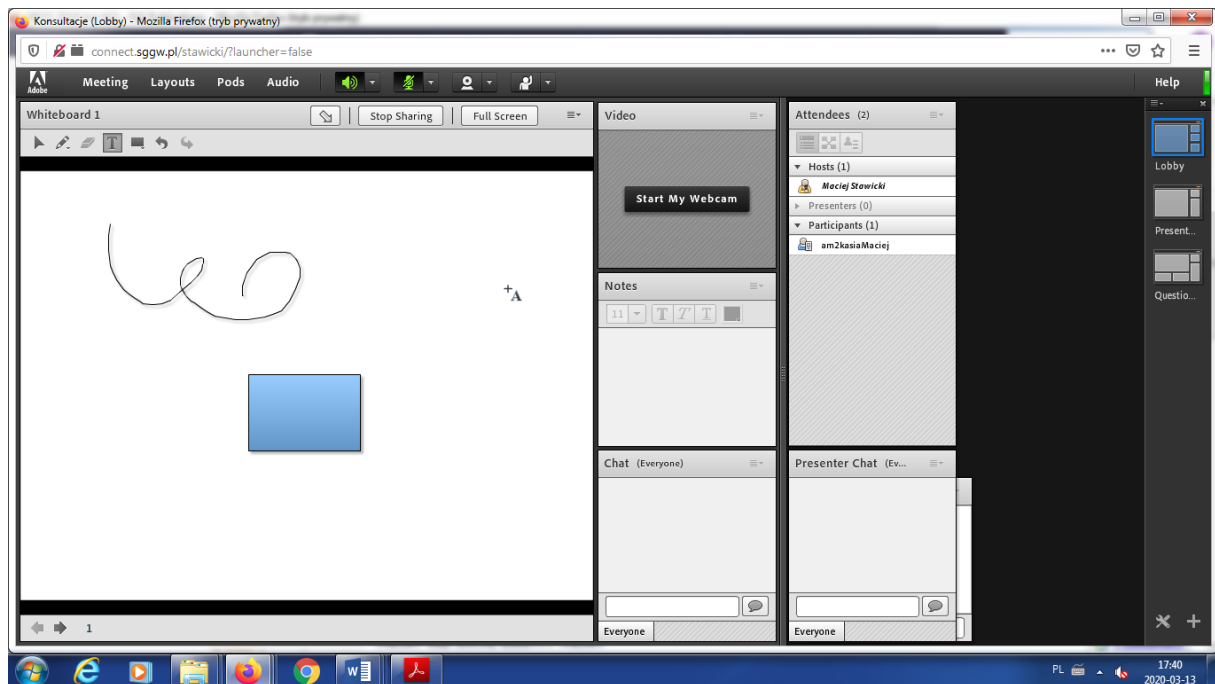 Konsultacje (Lobby) - Mozilla Firefox (tryb prywatny)
connect.sggw.pl/stawicki/?launcher=false
Adobe Meeting Layouts Pods Audio Help
Whiteboard 1 Stop Sharing Full Screen
T
A
1
Video
Start My Webcam
Notes
11 T T T
Chat (Everyone)
Everyone
Attendees (2)
Hosts (1)
Maciej Stawicki
Presenters (0)
Participants (1)
am2kasiaMaciej
Presenter Chat (Ev...
Everyone
Lobby
Present...
Questio...
PL 17:40
2020-03-13